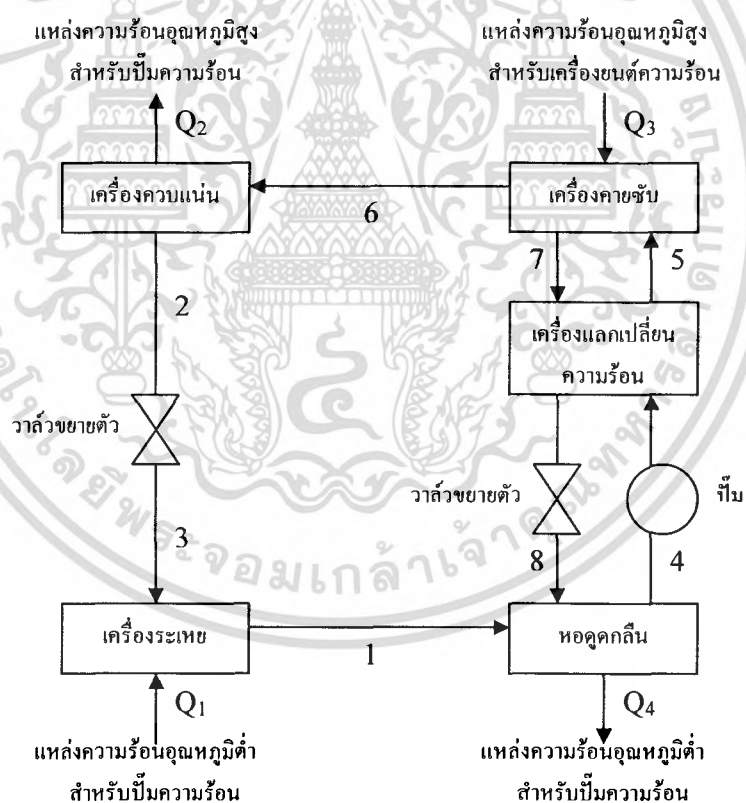 แหล่งความร้อนอุณหภูมิสูง
สำหรับปั๊มความร้อน
แหล่งความร้อนอุณหภูมิสูง
สำหรับเครื่องยนต์ความร้อน
Q2
Q3
เครื่องควบแน่น
6
เครื่องคายซับ
2
7
5
เครื่องแลกเปลี่ยน
ความร้อน
วาล์วขยายตัว
วาล์วขยายตัว
ปั๊ม
3
8
4
เครื่องระเหย
1
หอดูดกลืน
Q1
Q4
แหล่งความร้อนอุณหภูมิต่ำ
สำหรับปั๊มความร้อน
แหล่งความร้อนอุณหภูมิต่ำ
สำหรับปั๊มความร้อน